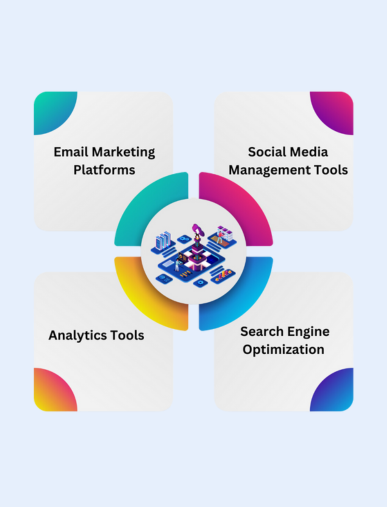 Email Marketing
Platforms
Social Media
Management Tools
Analytics Tools
Search Engine
Optimization